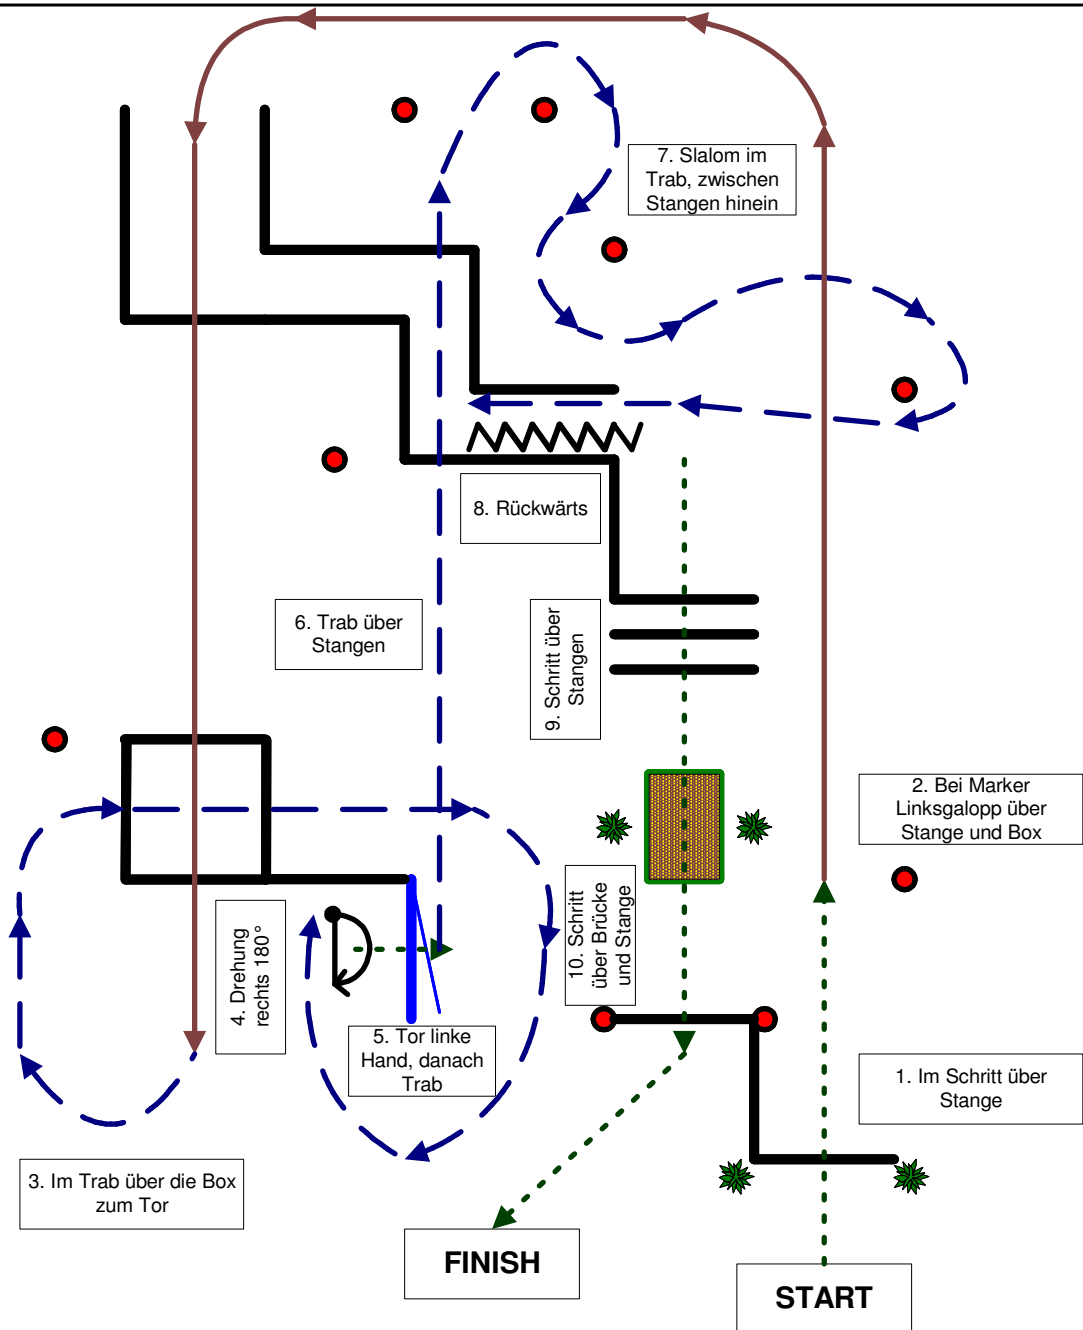 7. Slalom im
Trab, zwischen
Stangen hinein
8. Rückwärts
6. Trab über
Stangen
9. Schritt über
Stangen
2. Bei Marker
Linksgalopp über
Stange und Box
4. Drehung
rechts 180°
10. Schritt
über Brücke
und Stange
5. Tor linke
Hand, danach
Trab
1. Im Schritt über
Stange
3. Im Trab über die Box
zum Tor
FINISH
START